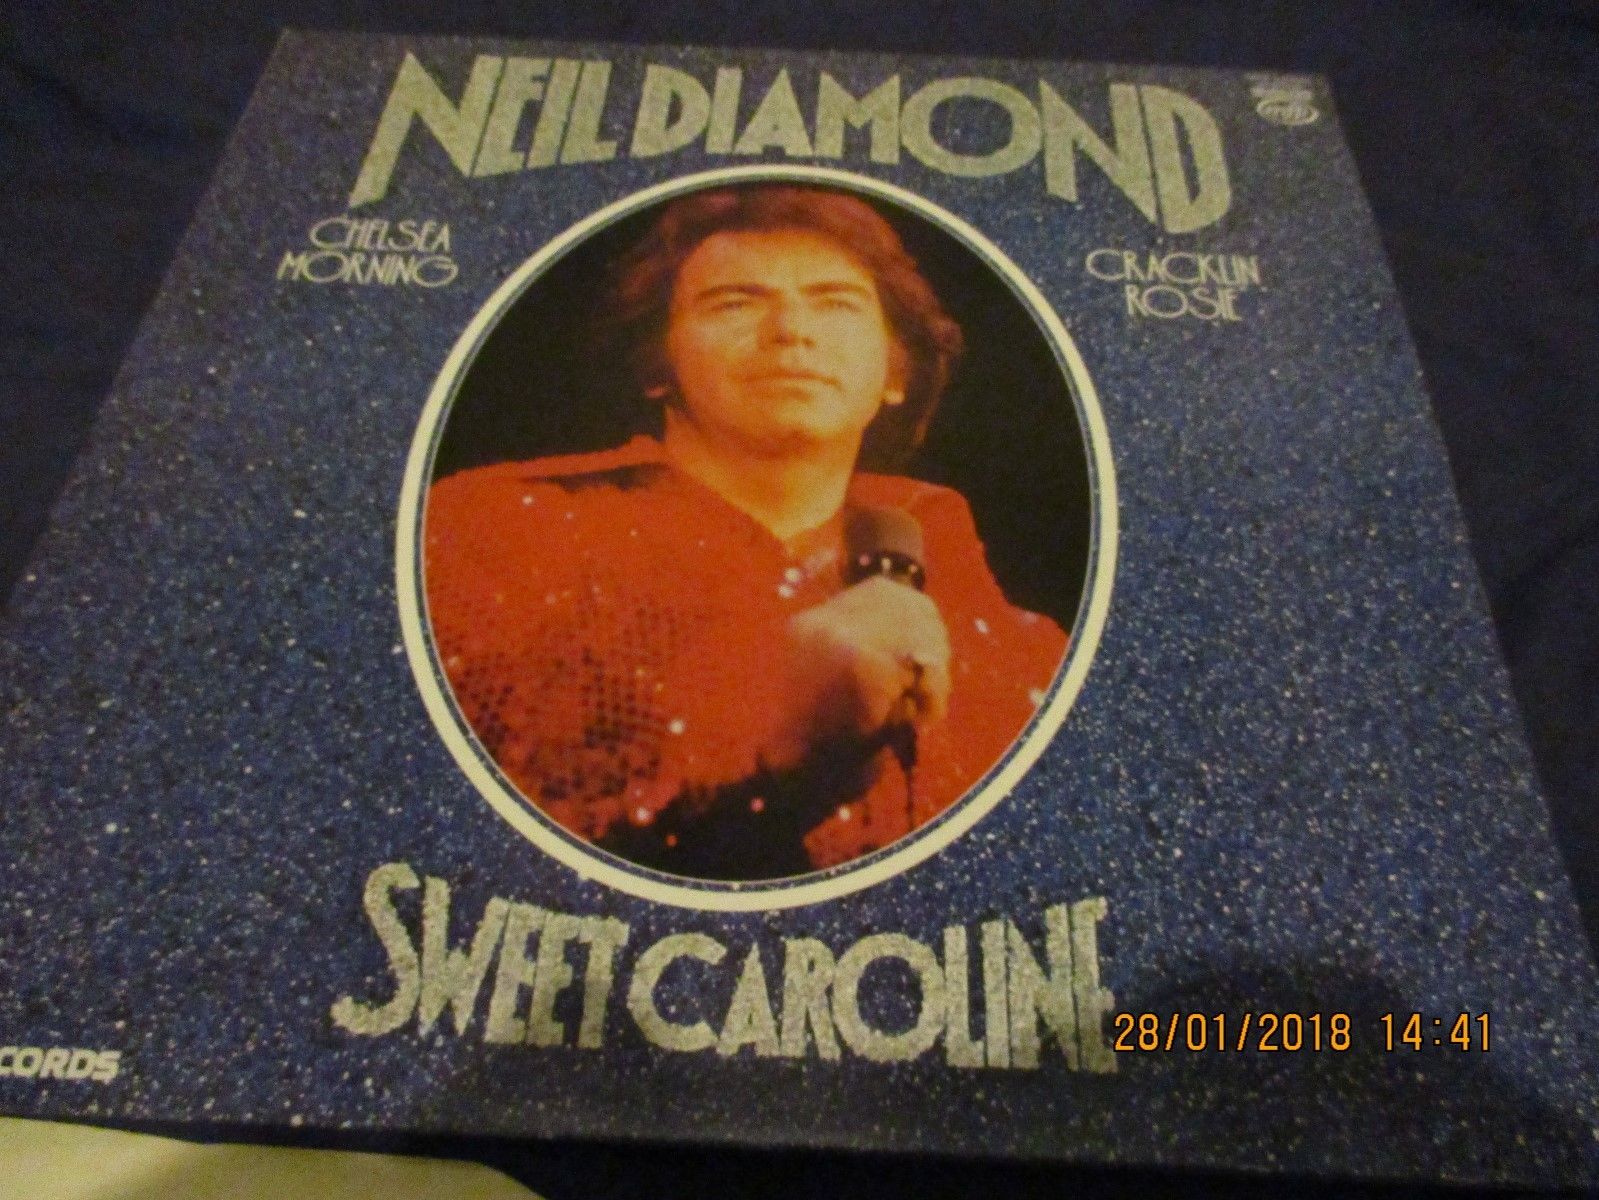 NEIL DIAMOND
CHELSEA
MORNING
CRACKLIN
ROSIE
SWEET CAROLINE
28/01/2018 14:41
CORDS